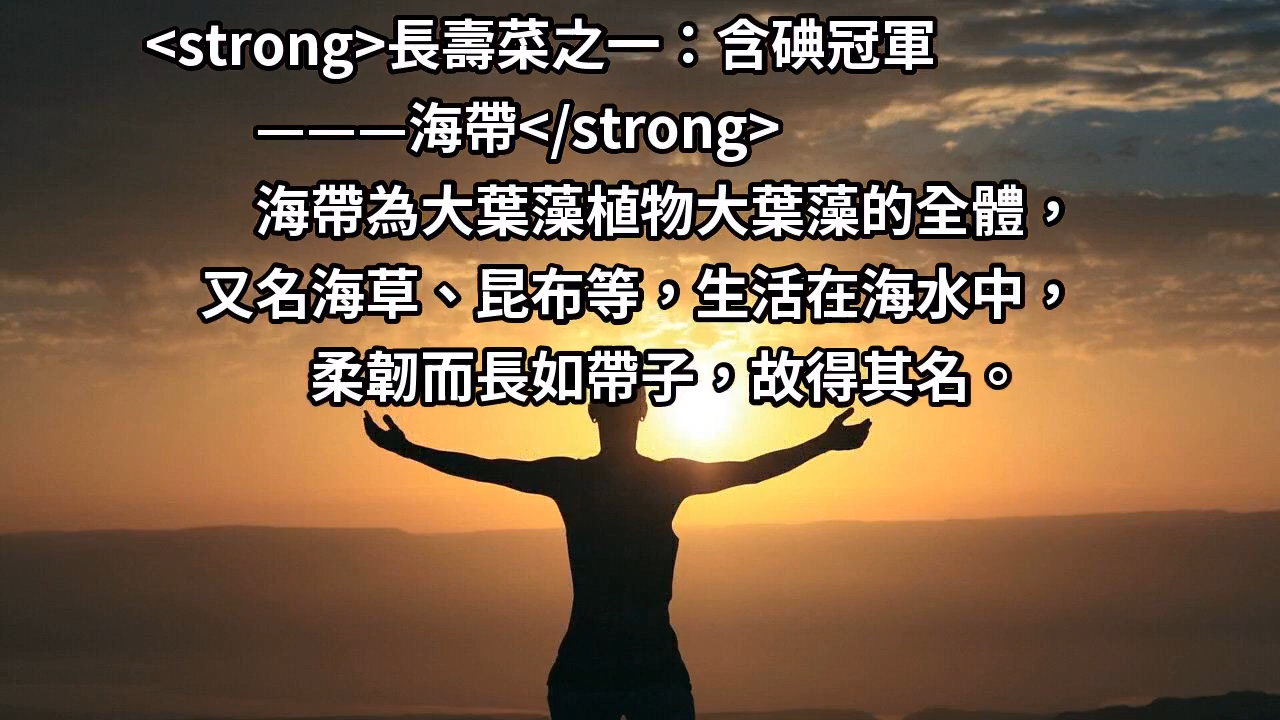 <strong>長壽菜之一：含碘冠軍
———海帶</strong>
海帶為大葉藻植物大葉藻的全體，
又名海草、昆布等，生活在海水中，
柔韌而長如帶子，故得其名。